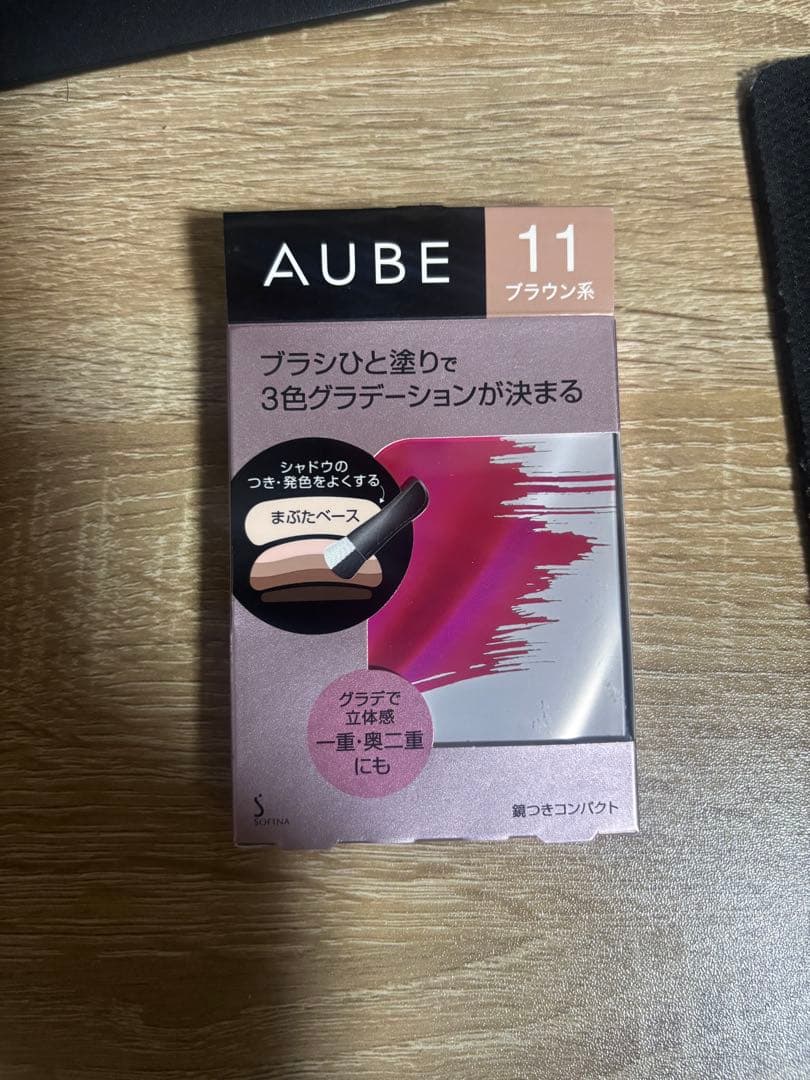 AUBE
11
ブラウン系
ブラシひと塗りで
3色グラデーションが決まる
シャドウの
つき・発色をよくする
まぶたベース
グラデで
立体感
一重・奥二重
にも
SOFINA
鏡つきコンパクト